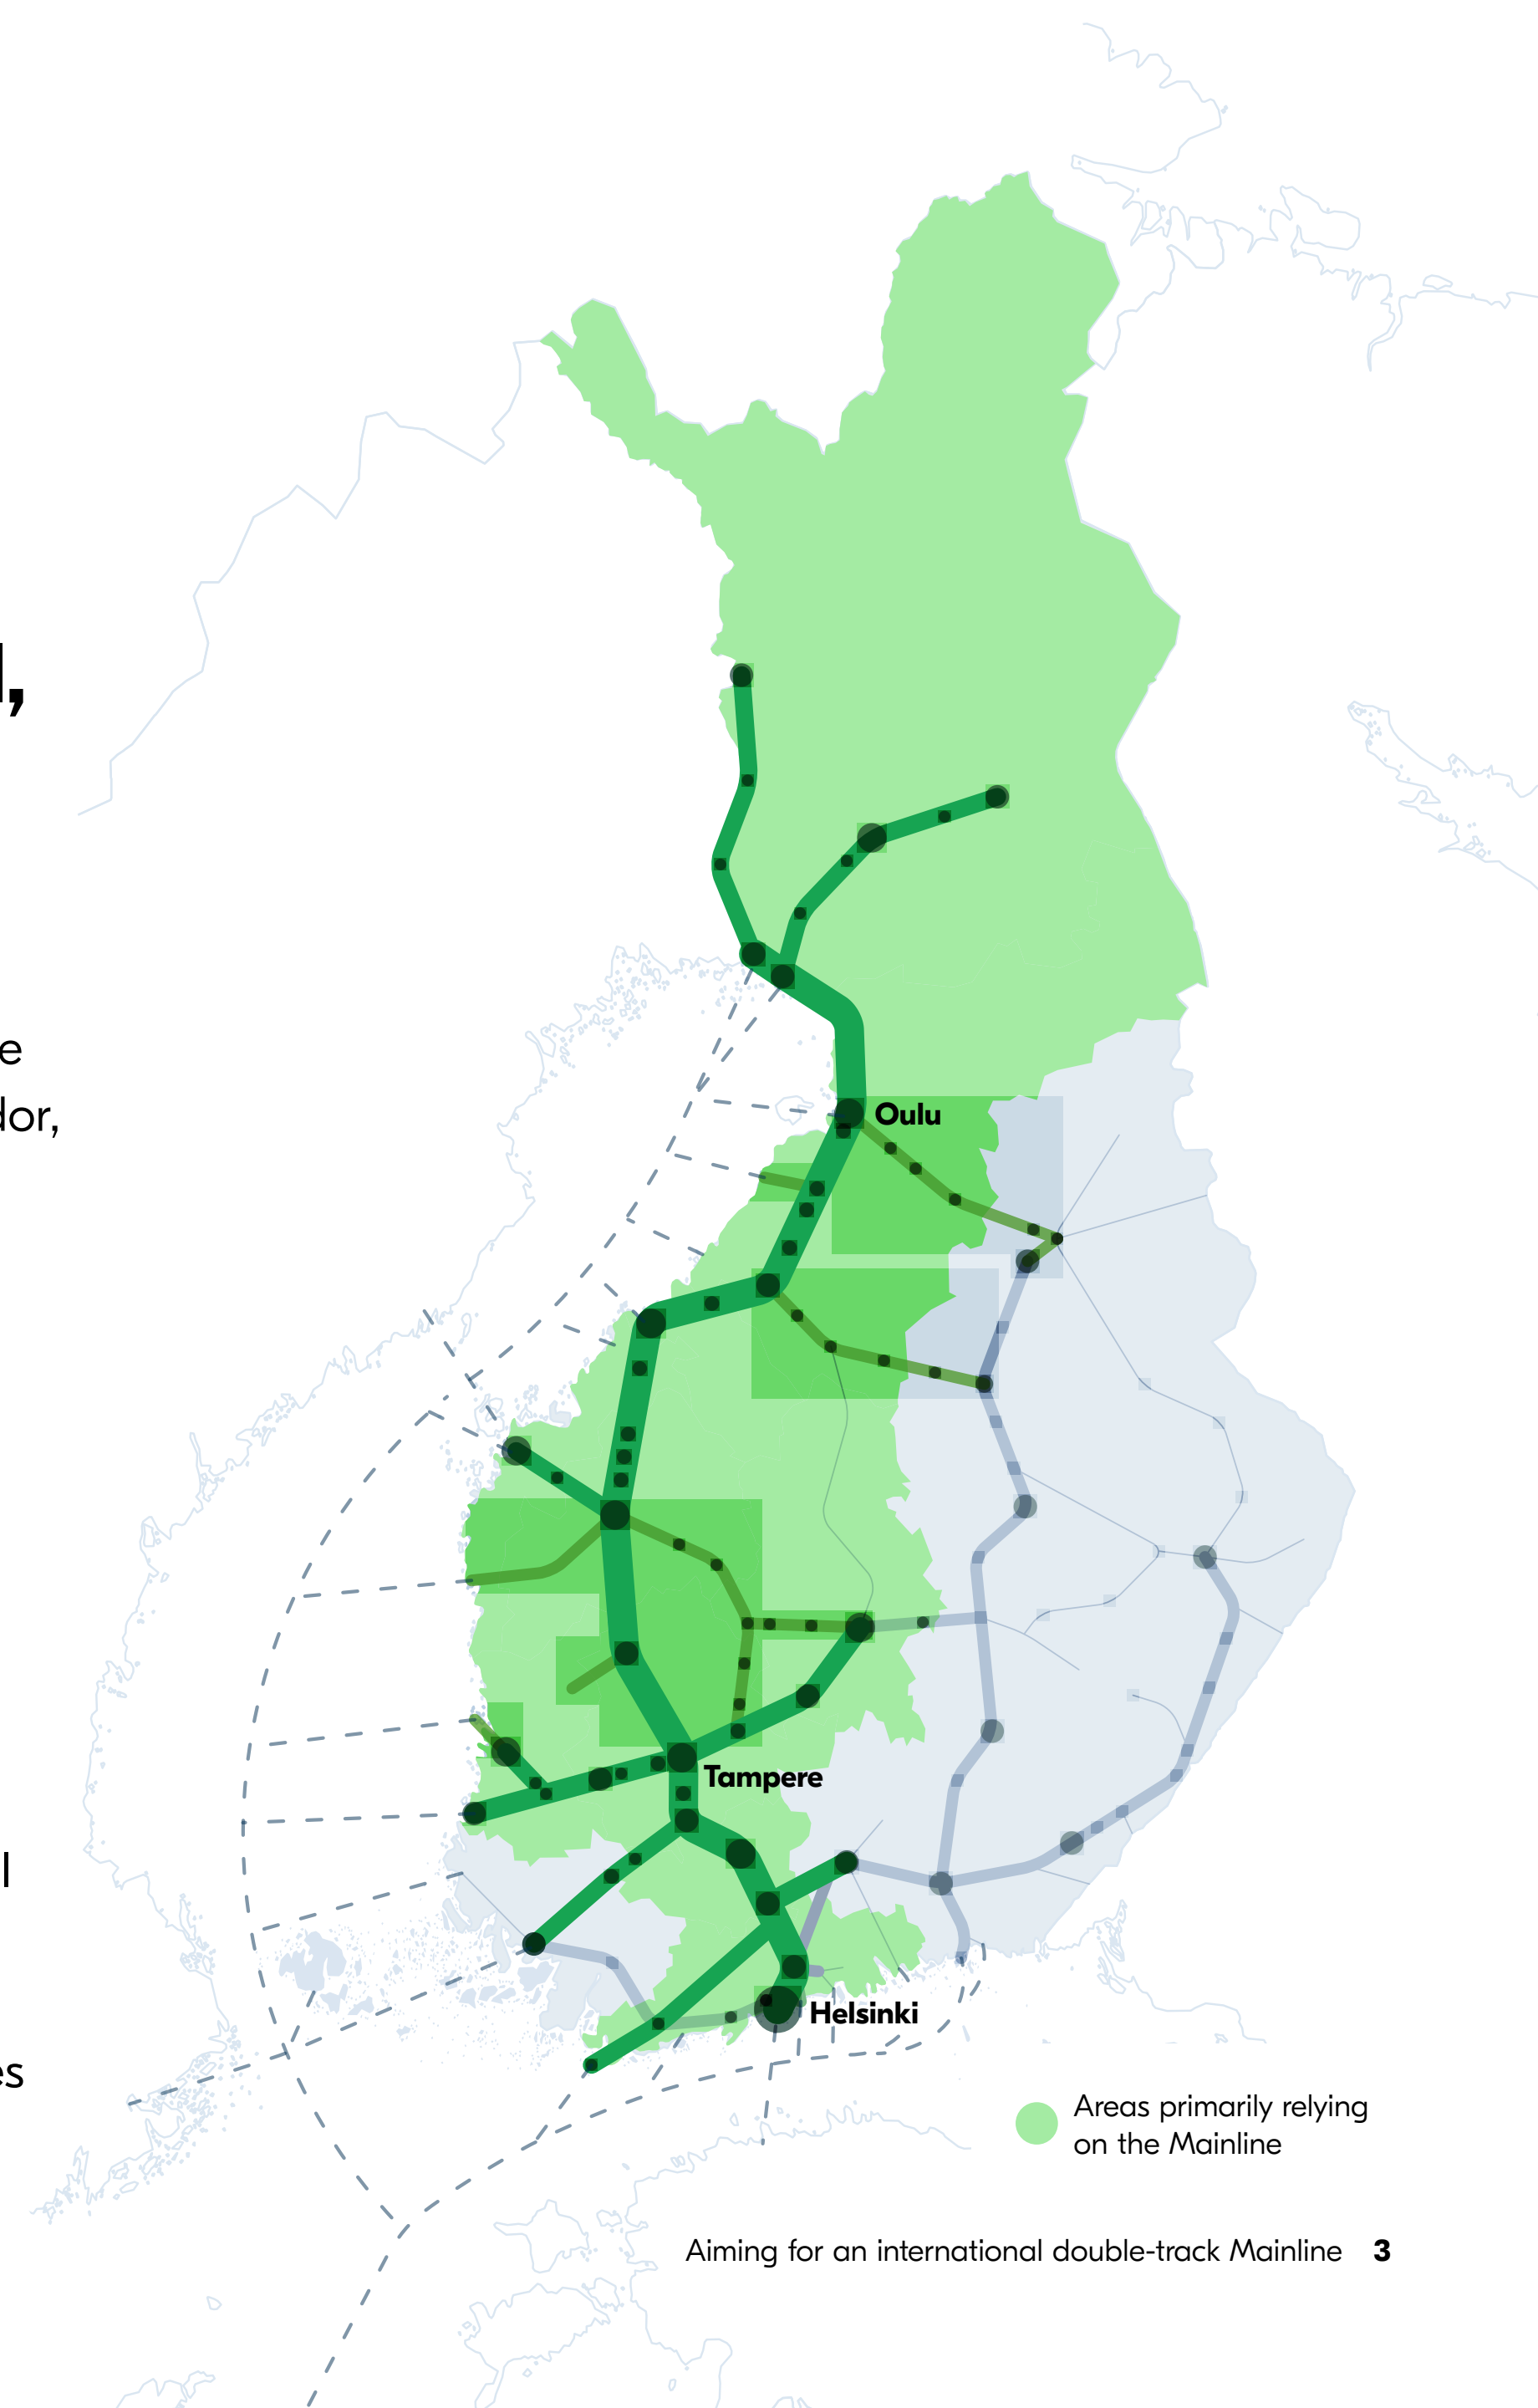 Oulu
Tampere
Helsinki
Areas primarily relying
on the Mainline
Aiming for an international double-track Mainline 3